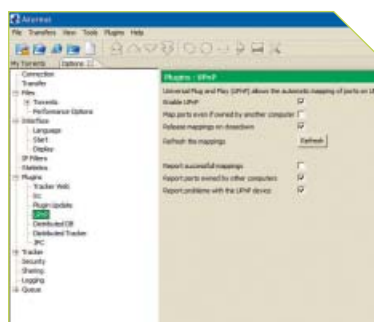 Azureus
File Transfers View Tools Plugins Help
My Torrents Options
Connection
Transfer
Files
Torrents
Performance Options
Interface
Language
Start
Display
IP Filters
Statistics
Plugins
Tracker Web
Plugin Update
UPnP
Distributed DB
Distributed Tracker
JPC
Tracker
Security
Sharing
Logging
Queue
Plugins : UPnP
Universal Plug and Play (UPnP) allows the automatic mapping of ports on
Enable UPnP
Map ports even if owned by another computer
Release mappings on closedown
Refresh the mappings Refresh
Report successful mappings
Report ports owned by other computers
Report problems with the UPnP device